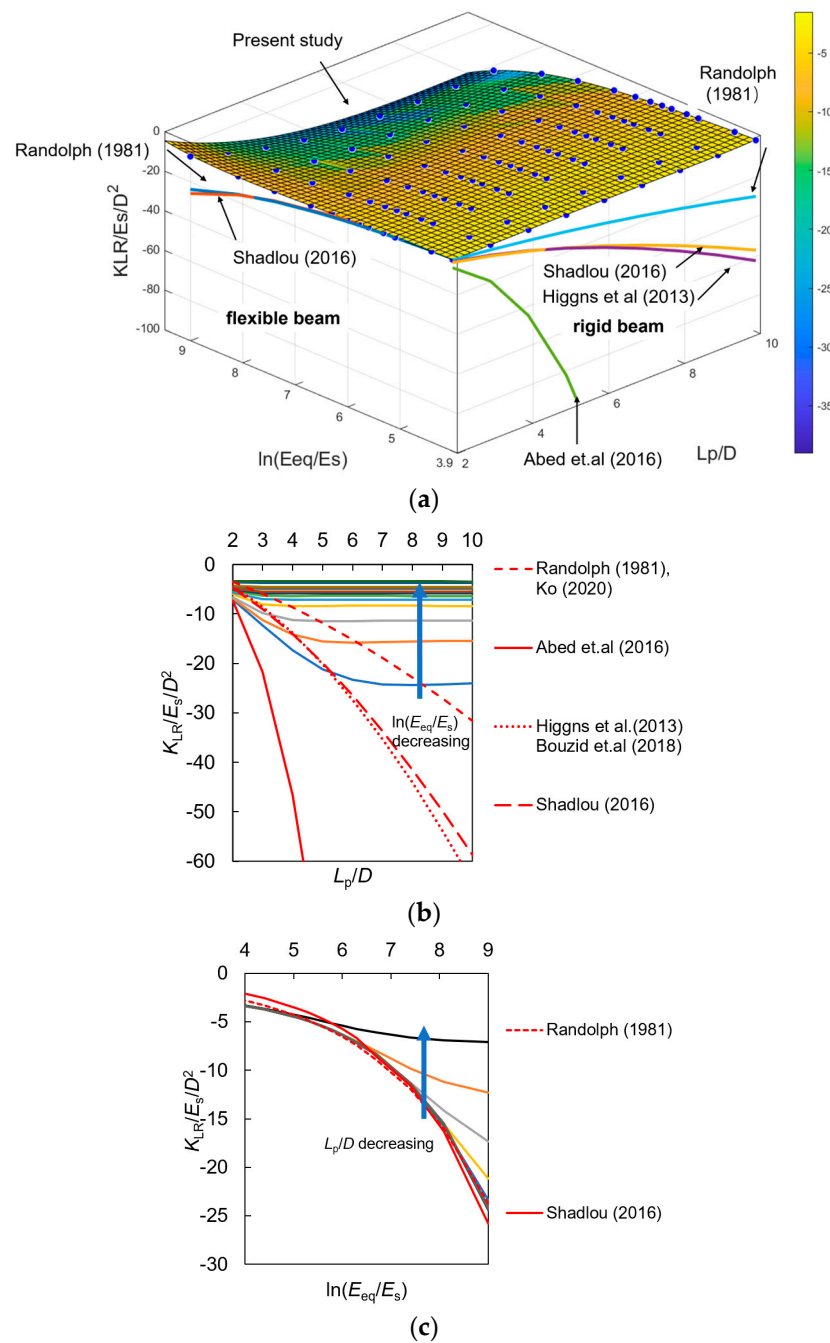 Present study
Randolph
(1981)
Randolph (1981)
Shadlou (2016)
flexible beam
Shadlou (2016)
Higgns et al (2013)
rigid beam
Abed et.al (2016)
KLR/Es/D²
0
-20
-40
-60
-80
-100
9
8
7
6
5
3.9
ln(Eeq/Es)
2
4
6
8
10
Lp/D
-5
-10
-15
-20
-25
-30
-35
(a)
2 3 4 5 6 7 8 9 10
0
-10
-20
-30
-40
-50
-60
K_LR/E_s/D²
L_p/D
ln(E_eq/E_s)
decreasing
Randolph (1981),
Ko (2020)
Abed et.al (2016)
Higgns et al.(2013)
Bouzid et.al (2018)
Shadlou (2016)
(b)
4 5 6 7 8 9
0
-5
-10
-15
-20
-25
-30
K_LR/E_s/D²
L_p/D decreasing
ln(E_eq/E_s)
Randolph (1981)
Shadlou (2016)
(c)